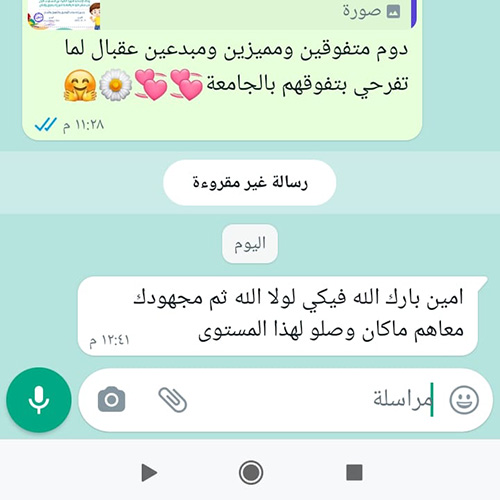 صورة
دوم متفوقين ومميزين ومبدعين عقبال لما
تفرحي بتفوقهم بالجامعة💞💞🌼🤗
١١:٢٨ م
رسالة غير مقروءة
اليوم
امين بارك الله فيكي لولا الله ثم مجهودك
معاهم ماكان وصلو لهذا المستوى
١٢:٤١ م
مراسلة